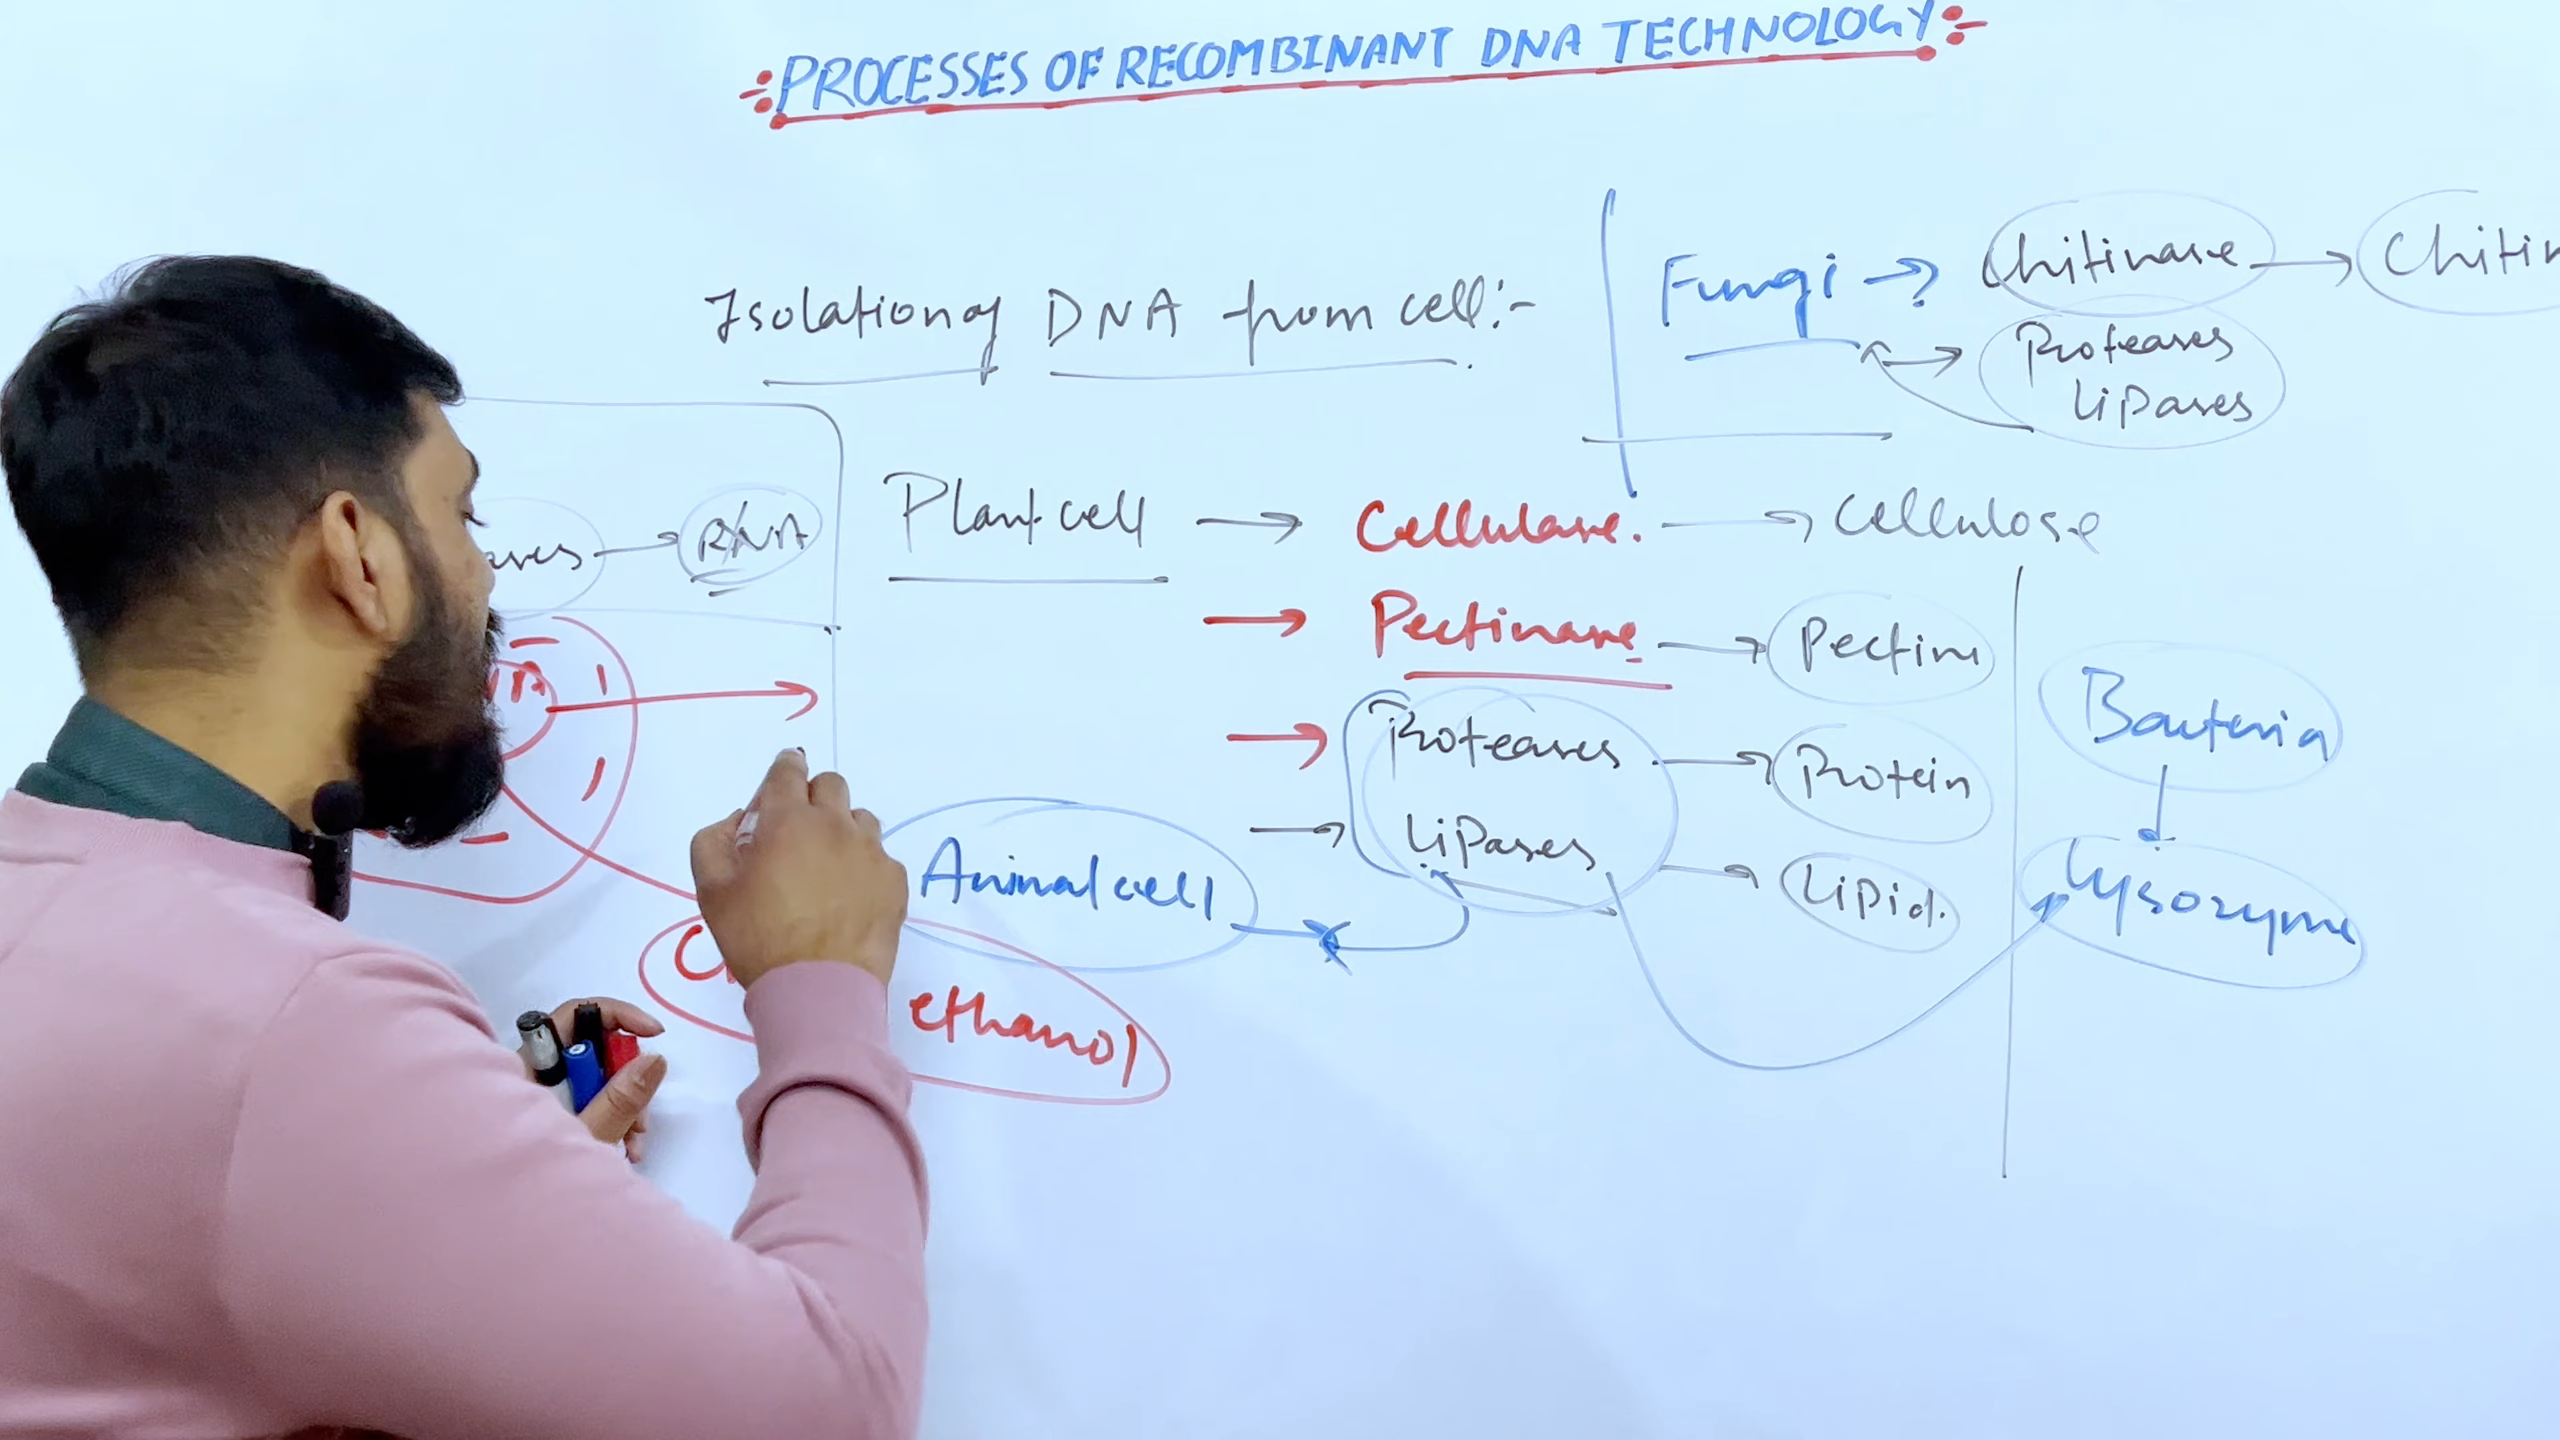 PROCESSES OF RECOMBINANT DNA TECHNOLOGY
Isolation of DNA from cell:-
Fungi → Chitinase → Chitin
→ Proteases
Lipases
Plant cell → Cellulase. → Cellulose
→ Pectinase → Pectin
→ Proteases → Protein
→ Lipases → Lipid.
RNA
Animal cell
ethanol
Bacteria
Lysozyme